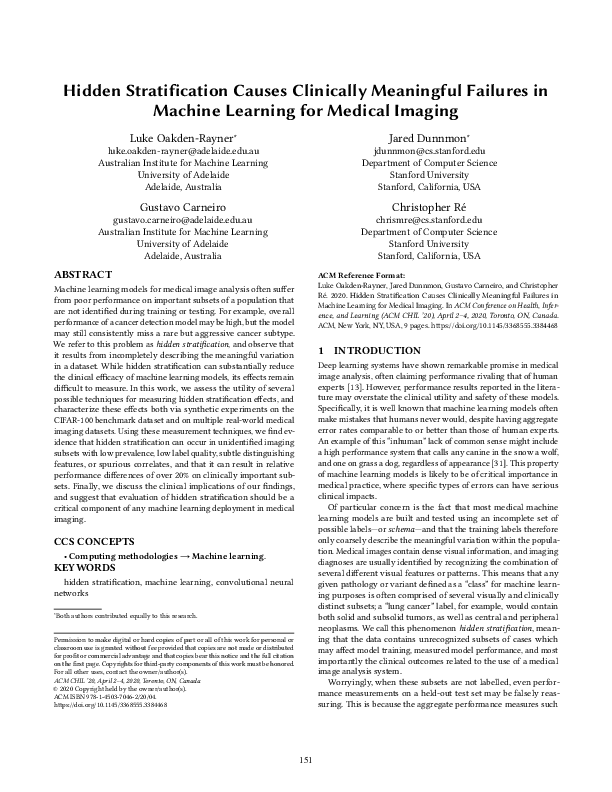 Hidden Stratification Causes Clinically Meaningful Failures in
Machine Learning for Medical Imaging
Luke Oakden-Rayner*
luke.oakden-rayner@adelaide.edu.au
Australian Institute for Machine Learning
University of Adelaide
Adelaide, Australia
Jared Dunnmon*
jdunnmon@cs.stanford.edu
Department of Computer Science
Stanford University
Stanford, California, USA
Gustavo Carneiro
gustavo.carneiro@adelaide.edu.au
Australian Institute for Machine Learning
University of Adelaide
Adelaide, Australia
Christopher Ré
chrismre@cs.stanford.edu
Department of Computer Science
Stanford University
Stanford, California, USA
ABSTRACT
Machine learning models for medical image analysis often suffer
from poor performance on important subsets of a population that
are not identified during training or testing. For example, overall
performance of a cancer detection model may be high, but the model
may still consistently miss a rare but aggressive cancer subtype.
We refer to this problem as hidden stratification, and observe that
it results from incompletely describing the meaningful variation
in a dataset. While hidden stratification can substantially reduce
the clinical efficacy of machine learning models, its effects remain
difficult to measure. In this work, we assess the utility of several
possible techniques for measuring hidden stratification effects, and
characterize these effects both via synthetic experiments on the
CIFAR-100 benchmark dataset and on multiple real-world medical
imaging datasets. Using these measurement techniques, we find ev-
idence that hidden stratification can occur in unidentified imaging
subsets with low prevalence, low label quality, subtle distinguishing
features, or spurious correlates, and that it can result in relative
performance differences of over 20% on clinically important sub-
sets. Finally, we discuss the clinical implications of our findings,
and suggest that evaluation of hidden stratification should be a
critical component of any machine learning deployment in medical
imaging.
CCS CONCEPTS
• Computing methodologies → Machine learning.
KEYWORDS
hidden stratification, machine learning, convolutional neural
networks
*Both authors contributed equally to this research.
Permission to make digital or hard copies of part or all of this work for personal or
classroom use is granted without fee provided that copies are not made or distributed
for profit or commercial advantage and that copies bear this notice and the full citation
on the first page. Copyrights for third-party components of this work must be honored.
For all other uses, contact the owner/author(s).
ACM CHIL '20, April 2–4, 2020, Toronto, ON, Canada
© 2020 Copyright held by the owner/author(s).
ACM ISBN 978-1-4503-7046-2/20/04.
https://doi.org/10.1145/3368555.3384468
ACM Reference Format:
Luke Oakden-Rayner, Jared Dunnmon, Gustavo Carneiro, and Christopher
Ré. 2020. Hidden Stratification Causes Clinically Meaningful Failures in
Machine Learning for Medical Imaging. In ACM Conference on Health, Infer-
ence, and Learning (ACM CHIL '20), April 2–4, 2020, Toronto, ON, Canada.
ACM, New York, NY, USA, 9 pages. https://doi.org/10.1145/3368555.3384468
1 INTRODUCTION
Deep learning systems have shown remarkable promise in medical
image analysis, often claiming performance rivaling that of human
experts [13]. However, performance results reported in the litera-
ture may overstate the clinical utility and safety of these models.
Specifically, it is well known that machine learning models often
make mistakes that humans never would, despite having aggregate
error rates comparable to or better than those of human experts.
An example of this "inhuman" lack of common sense might include
a high performance system that calls any canine in the snow a wolf,
and one on grass a dog, regardless of appearance [31]. This property
of machine learning models is likely to be of critical importance in
medical practice, where specific types of errors can have serious
clinical impacts.
Of particular concern is the fact that most medical machine
learning models are built and tested using an incomplete set of
possible labels—or schema—and that the training labels therefore
only coarsely describe the meaningful variation within the popula-
tion. Medical images contain dense visual information, and imaging
diagnoses are usually identified by recognizing the combination of
several different visual features or patterns. This means that any
given pathology or variant defined as a "class" for machine learn-
ing purposes is often comprised of several visually and clinically
distinct subsets; a "lung cancer" label, for example, would contain
both solid and subsolid tumors, as well as central and peripheral
neoplasms. We call this phenomenon hidden stratification, mean-
ing that the data contains unrecognized subsets of cases which
may affect model training, measured model performance, and most
importantly the clinical outcomes related to the use of a medical
image analysis system.
Worryingly, when these subsets are not labelled, even perfor-
mance measurements on a held-out test set may be falsely reas-
suring. This is because the aggregate performance measures such
151